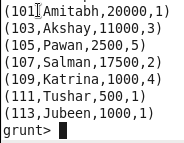 (101,Amitabh,20000,1)
(103,Akshay,11000,3)
(105,Pawan,2500,5)
(107,Salman,17500,2)
(109,Katrina,1000,4)
(111,Tushar,500,1)
(113,Jubeen,1000,1)
grunt>